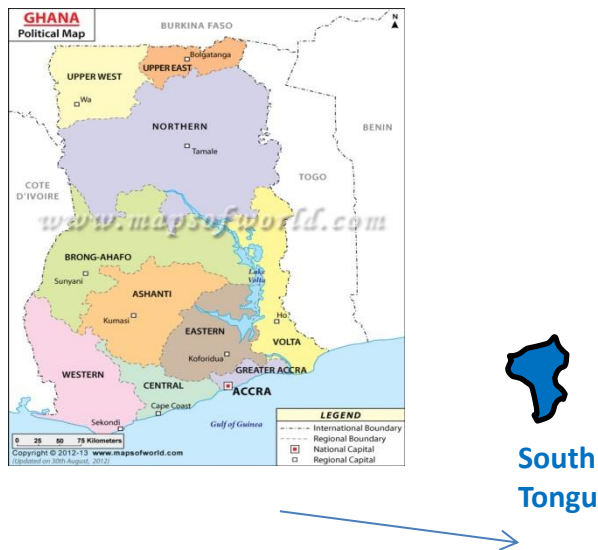 GHANA
Political Map
BURKINA FASO
N
Bolgatanga
UPPER EAST
UPPER WEST
Wa
NORTHERN
BENIN
Tamale
TOGO
COTE
D'IVOIRE
www.mapsofworld.com
BRONG-AHAFO
Lake
Volta
Sunyani
ASHANTI
Kumasi
Ho
EASTERN
VOLTA
Koforidua
GREATER ACCRA
WESTERN
CENTRAL
ACCRA
Cape Coast
Sekondi
Gulf of Guinea
LEGEND
International Boundary
Regional Boundary
National Capital
Regional Capital
0 25 50 75 Kilometers
Copyright © 2012-13 www.mapsofworld.com
(Updated on 30th August, 2012)
South
Tongu